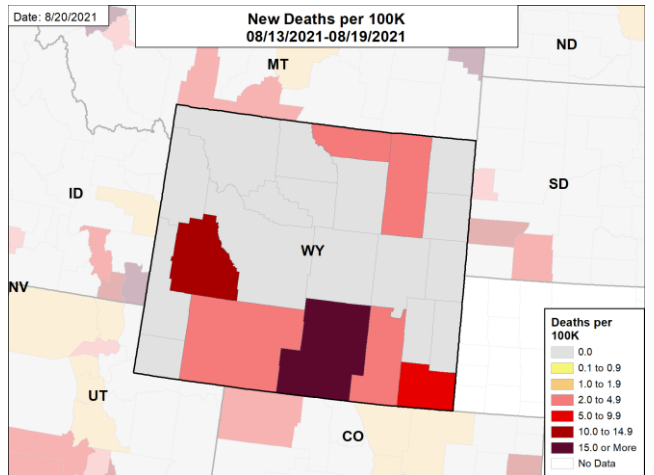 Date: 8/20/2021
New Deaths per 100K
08/13/2021-08/19/2021
ND
MT
ID
SD
WY
NV
UT
CO
Deaths per
100K
0.0
0.1 to 0.9
1.0 to 1.9
2.0 to 4.9
5.0 to 9.9
10.0 to 14.9
15.0 or More
No Data